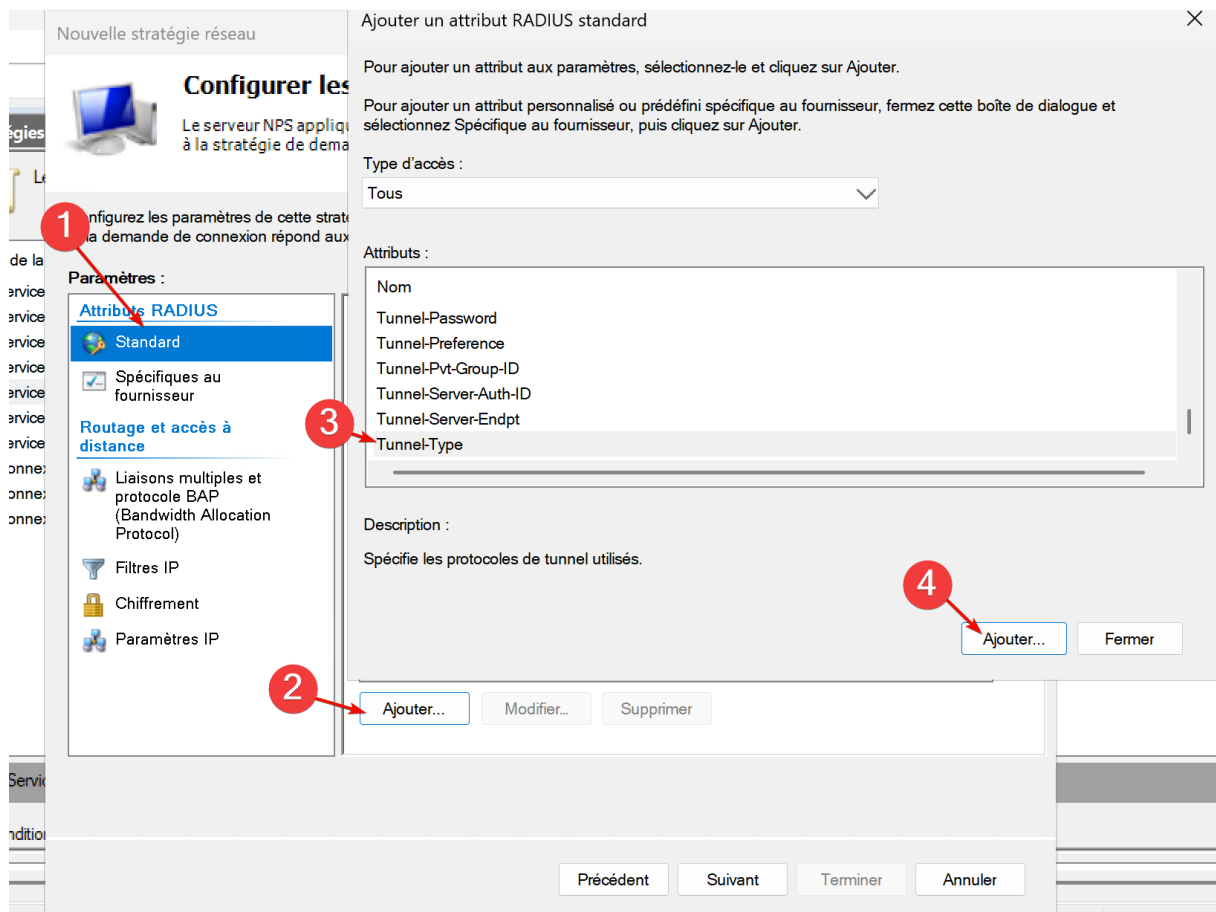 Nouvelle stratégie réseau
Configurer les
Le serveur NPS appliqu
à la stratégie de dema
égies
Le
nfigurez les paramètres de cette straté
la demande de connexion répond aux
1
de la
ervice
ervice
ervice
ervice
ervice
ervice
ervice
onnex
onnex
onnex
Paramètres :
Attributs RADIUS
Standard
Spécifiques au
fournisseur
Routage et accès à
distance
Liaisons multiples et
protocole BAP
(Bandwidth Allocation
Protocol)
Filtres IP
Chiffrement
Paramètres IP
Ajouter un attribut RADIUS standard
Pour ajouter un attribut aux paramètres, sélectionnez-le et cliquez sur Ajouter.
Pour ajouter un attribut personnalisé ou prédéfini spécifique au fournisseur, fermez cette boîte de dialogue et
sélectionnez Spécifique au fournisseur, puis cliquez sur Ajouter.
Type d'accès :
Tous
Attributs :
Nom
Tunnel-Password
Tunnel-Preference
Tunnel-Pvt-Group-ID
Tunnel-Server-Auth-ID
Tunnel-Server-Endpt
3
Tunnel-Type
Description :
Spécifie les protocoles de tunnel utilisés.
4
Ajouter...
Fermer
2
Ajouter...
Modifier...
Supprimer
Servic
nditio
Précédent
Suivant
Terminer
Annuler